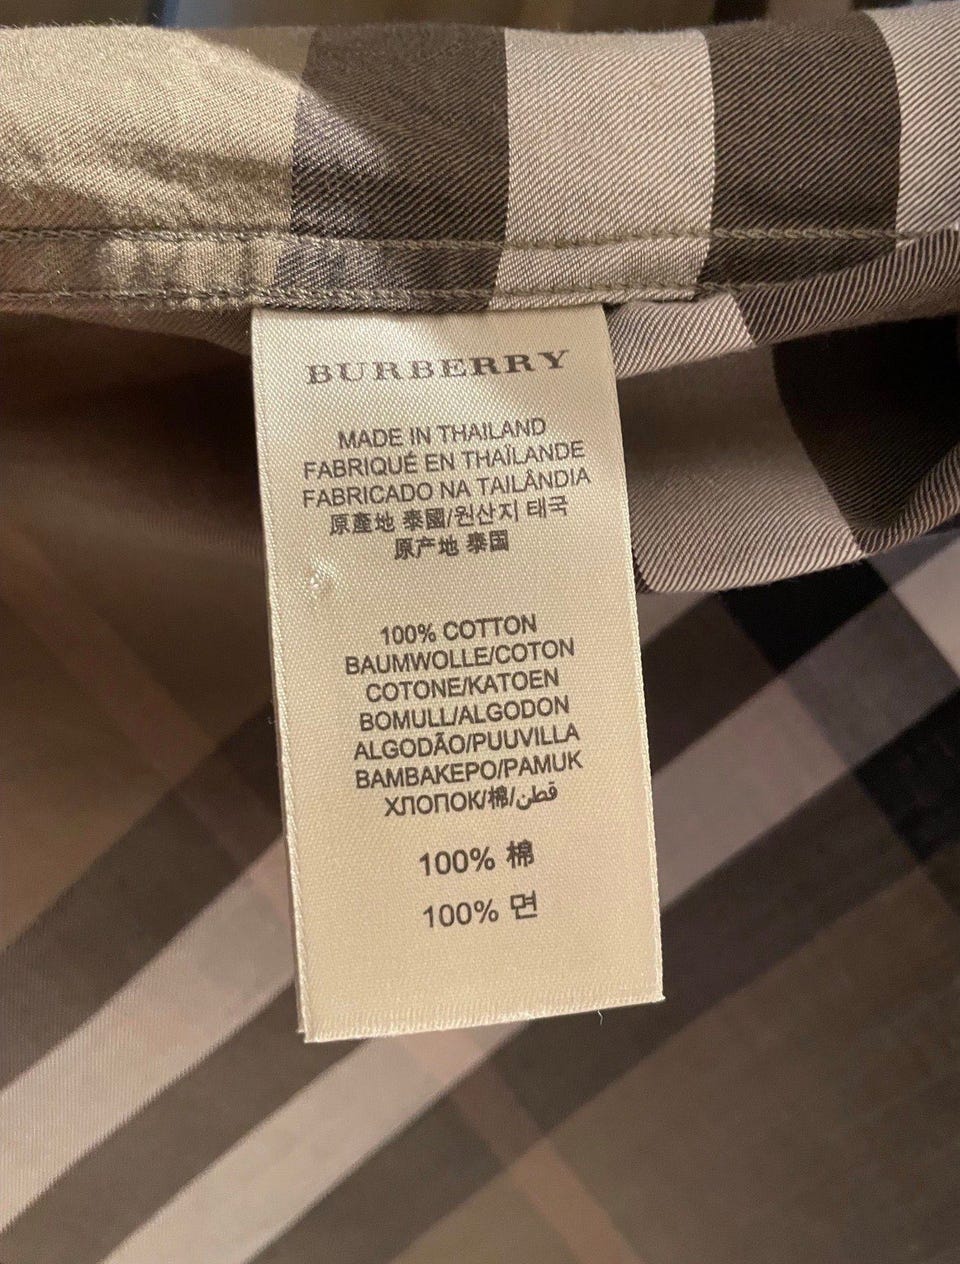 BURBERRY
MADE IN THAILAND
FABRIQUÉ EN THAÏLANDE
FABRICADO NA TAILÂNDIA
原產地 泰國/원산지 태국
原产地 泰国
100% COTTON
BAUMWOLLE/COTON
COTONE/KATOEN
BOMULL/ALGODON
ALGODÃO/PUUVILLA
BAMBAKEPO/PAMUK
ХЛОПОК/棉/قطن
100% 棉
100% 면